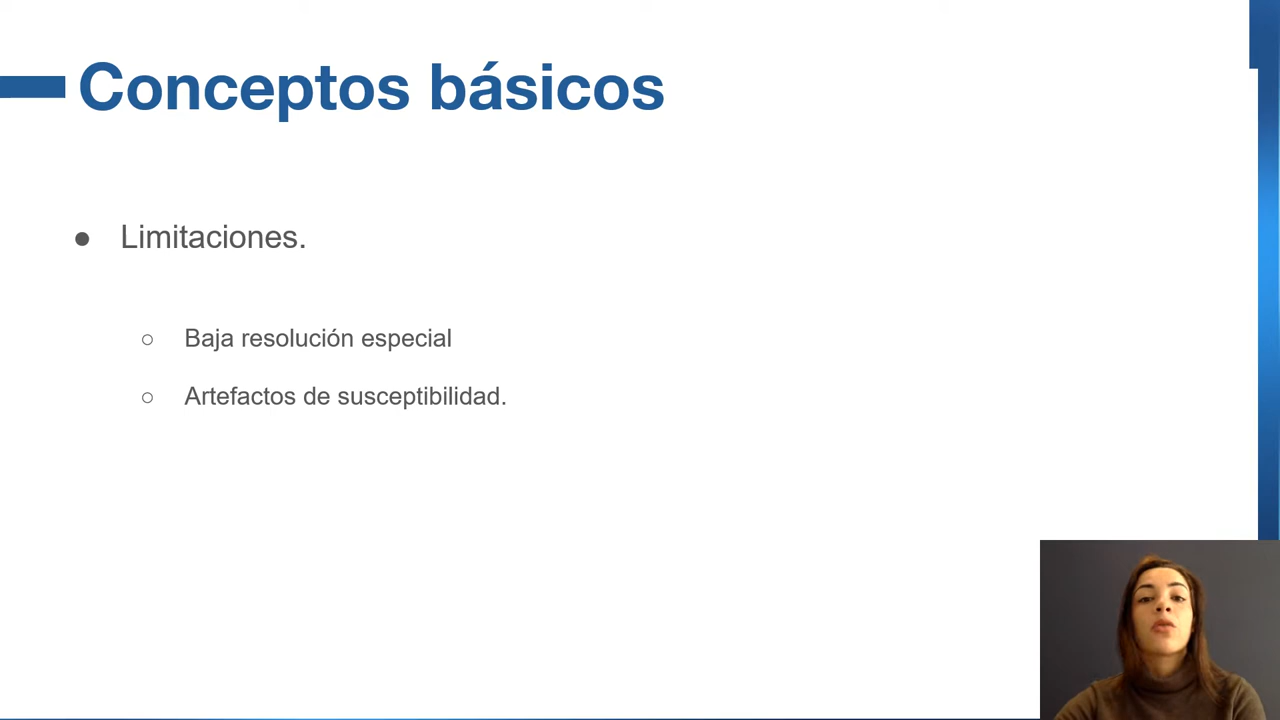 Conceptos básicos
● Limitaciones.
○ Baja resolución especial
○ Artefactos de susceptibilidad.